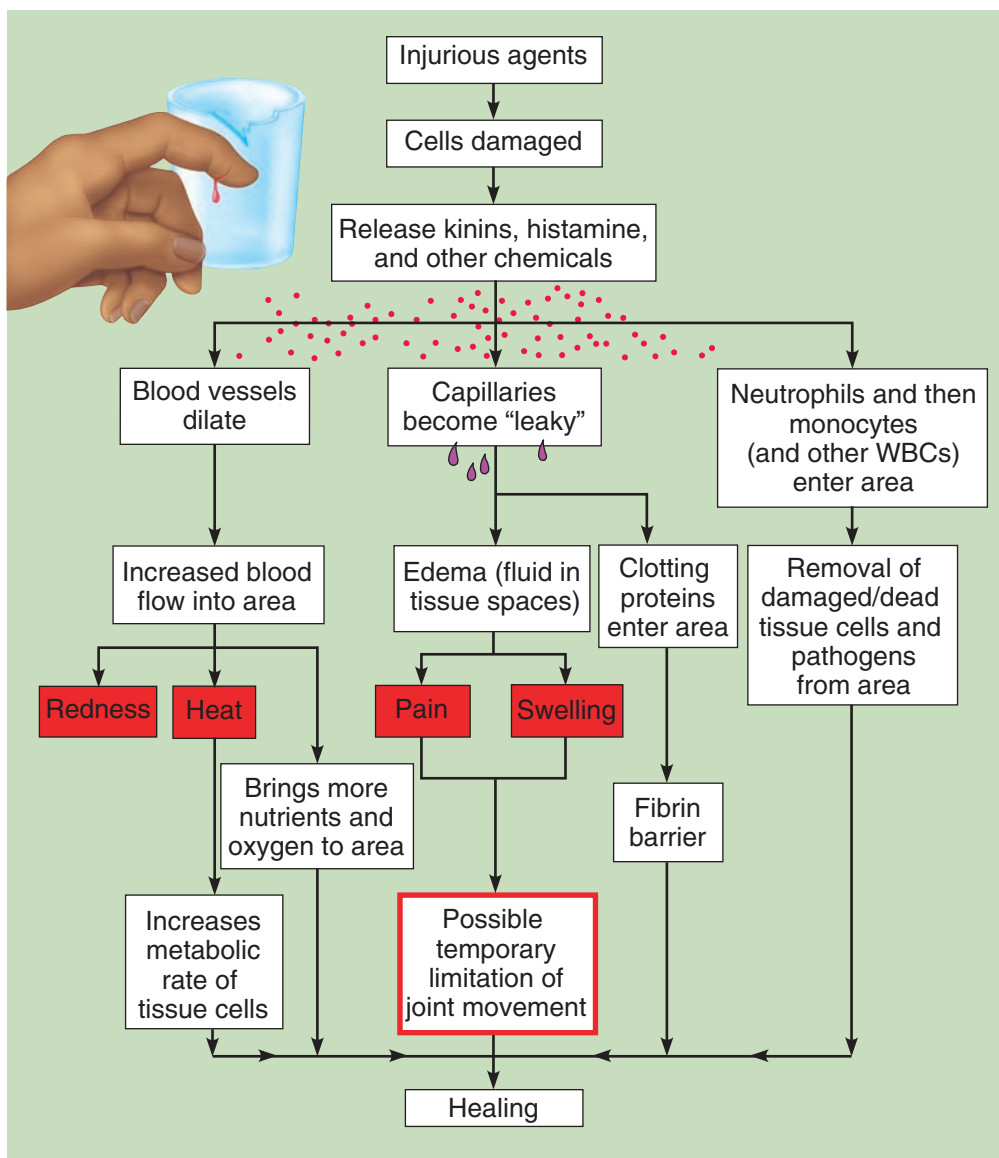 Injurious agents
Cells damaged
Release kinins, histamine,
and other chemicals
Blood vessels
dilate
Capillaries
become “leaky”
Neutrophils and then
monocytes
(and other WBCs)
enter area
Increased blood
flow into area
Edema (fluid in
tissue spaces)
Clotting
proteins
enter area
Removal of
damaged/dead
tissue cells and
pathogens
from area
Redness
Heat
Pain
Swelling
Brings more
nutrients and
oxygen to area
Fibrin
barrier
Increases
metabolic
rate of
tissue cells
Possible
temporary
limitation of
joint movement
Healing